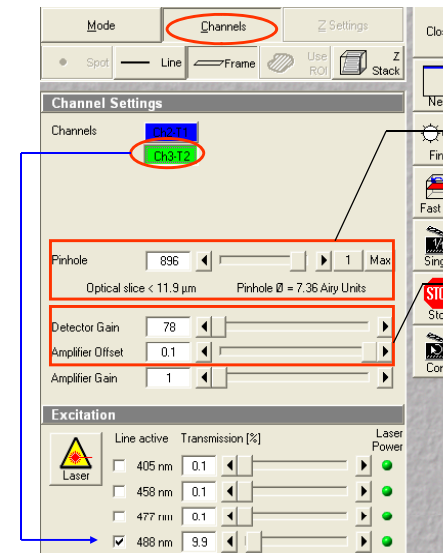 Mode Channels Z Settings Clo
Spot Line Frame Use ROI Z Stack
Ne
Channel Settings
Channels Ch2-T1
Ch3-T2
Fin
Fast
Pinhole 896 1 Max
Sing
Optical slice < 11.9 µm Pinhole Ø = 7.36 Airy Units
STO
Sto
Detector Gain 78
Amplifier Offset 0.1
Con
Amplifier Gain 1
Excitation
Line active Transmission [%] Laser Power
Laser
405 nm 0.1
458 nm 0.1
477 nm 0.1
488 nm 9.9